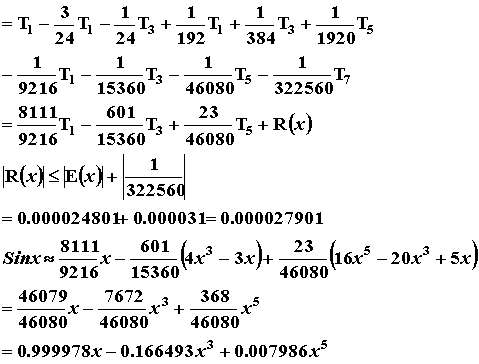 = T₁ − 3/24 T₁ − 1/24 T₃ + 1/192 T₁ + 1/384 T₃ + 1/1920 T₅
− 1/9216 T₁ − 1/15360 T₃ − 1/46080 T₅ − 1/322560 T₇
= 8111/9216 T₁ − 601/15360 T₃ + 23/46080 T₅ + R(x)
|R(x)| ≤ |E(x)| + |1/322560|
= 0.000024801+ 0.000031= 0.000027901
Sinx ≈ 8111/9216 x − 601/15360 (4x³ − 3x) + 23/46080 (16x⁵ − 20x³ + 5x)
= 46079/46080 x − 7672/46080 x³ + 368/46080 x⁵
= 0.999978x − 0.166493x³ + 0.007986x⁵